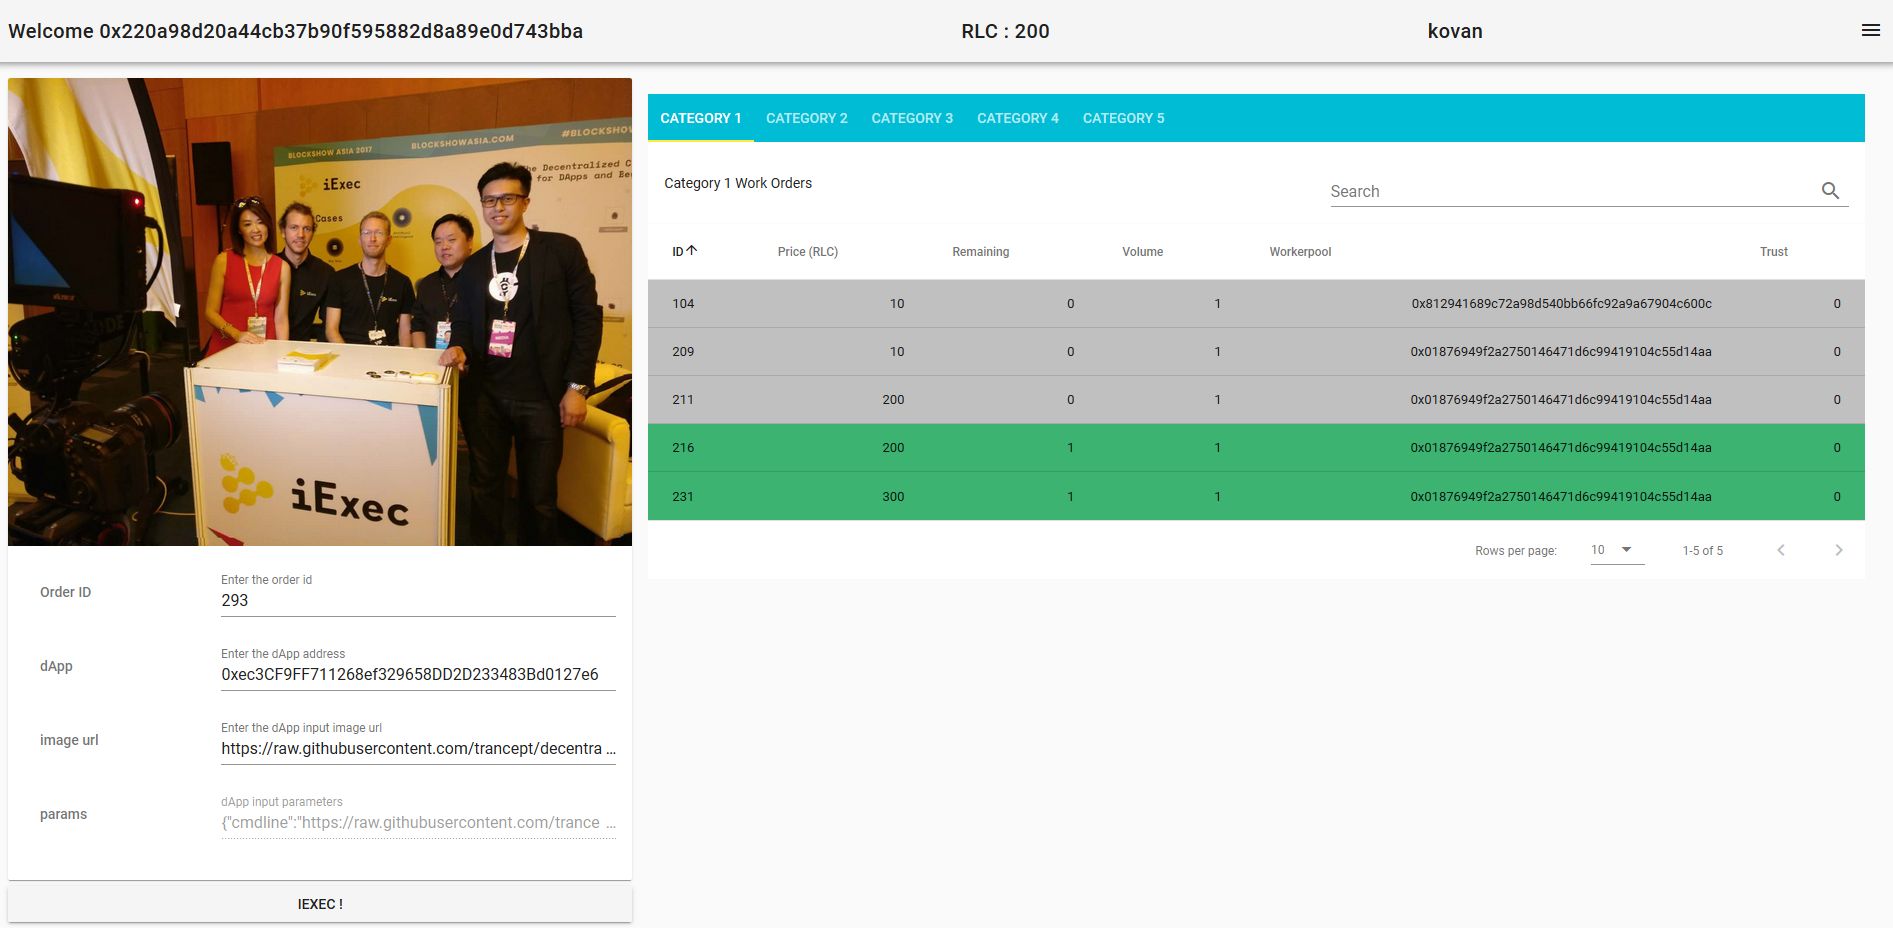 Welcome 0x220a98d20a44cb37b90f595882d8a89e0d743bba RLC : 200 kovan
BLOCKSHOW ASIA 2017 BLOCKSHOWASIA.COM #BLOCKSHOW
The Decentralized C
for DApps and Be
iExec
Cases
iExec
Order ID
Enter the order id
293
dApp
Enter the dApp address
0xec3CF9FF711268ef329658DD2D233483Bd0127e6
image url
Enter the dApp input image url
https://raw.githubusercontent.com/trancept/decentra ...
params
dApp input parameters
{"cmdline":"https://raw.githubusercontent.com/trance ...
IEXEC !
CATEGORY 1 CATEGORY 2 CATEGORY 3 CATEGORY 4 CATEGORY 5
Category 1 Work Orders
Search
ID Price (RLC) Remaining Volume Workerpool Trust
104 10 0 1 0x812941689c72a98d540bb66fc92a9a67904c600c 0
209 10 0 1 0x01876949f2a2750146471d6c99419104c55d14aa 0
211 200 0 1 0x01876949f2a2750146471d6c99419104c55d14aa 0
216 200 1 1 0x01876949f2a2750146471d6c99419104c55d14aa 0
231 300 1 1 0x01876949f2a2750146471d6c99419104c55d14aa 0
Rows per page: 10 1-5 of 5